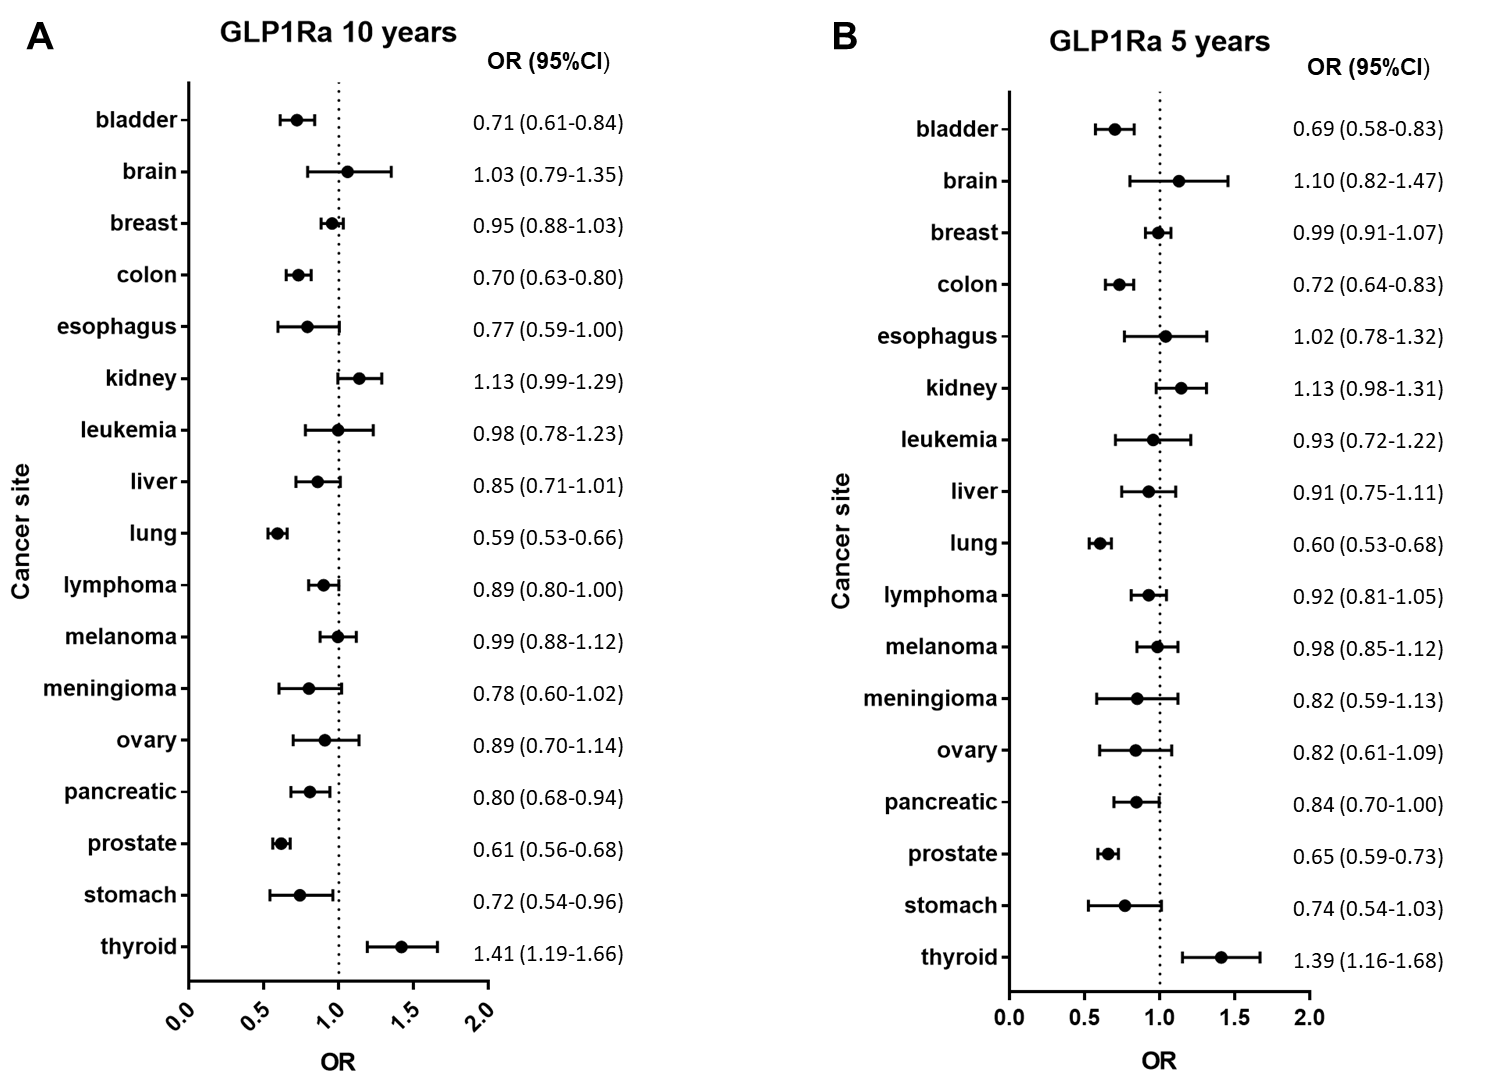 A
GLP1Ra 10 years
OR (95%CI)
bladder 0.71 (0.61-0.84)
brain 1.03 (0.79-1.35)
breast 0.95 (0.88-1.03)
colon 0.70 (0.63-0.80)
esophagus 0.77 (0.59-1.00)
kidney 1.13 (0.99-1.29)
leukemia 0.98 (0.78-1.23)
liver 0.85 (0.71-1.01)
lung 0.59 (0.53-0.66)
lymphoma 0.89 (0.80-1.00)
melanoma 0.99 (0.88-1.12)
meningioma 0.78 (0.60-1.02)
ovary 0.89 (0.70-1.14)
pancreatic 0.80 (0.68-0.94)
prostate 0.61 (0.56-0.68)
stomach 0.72 (0.54-0.96)
thyroid 1.41 (1.19-1.66)
Cancer site
0.0 0.5 1.0 1.5 2.0
OR
B
GLP1Ra 5 years
OR (95%CI)
bladder 0.69 (0.58-0.83)
brain 1.10 (0.82-1.47)
breast 0.99 (0.91-1.07)
colon 0.72 (0.64-0.83)
esophagus 1.02 (0.78-1.32)
kidney 1.13 (0.98-1.31)
leukemia 0.93 (0.72-1.22)
liver 0.91 (0.75-1.11)
lung 0.60 (0.53-0.68)
lymphoma 0.92 (0.81-1.05)
melanoma 0.98 (0.85-1.12)
meningioma 0.82 (0.59-1.13)
ovary 0.82 (0.61-1.09)
pancreatic 0.84 (0.70-1.00)
prostate 0.65 (0.59-0.73)
stomach 0.74 (0.54-1.03)
thyroid 1.39 (1.16-1.68)
Cancer site
0.0 0.5 1.0 1.5 2.0
OR